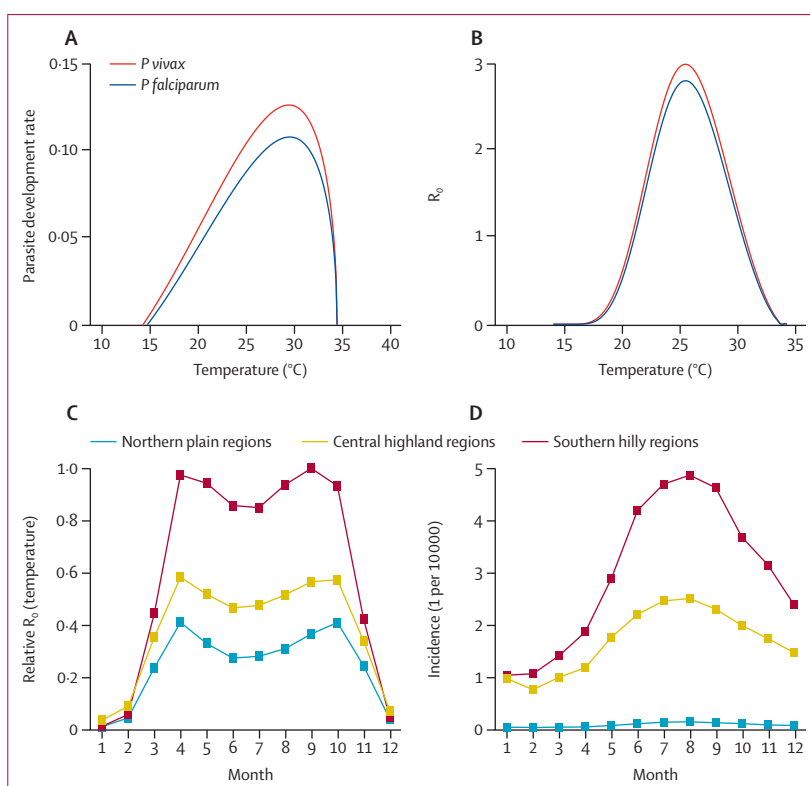 A
0·15
P vivax
P falciparum
0·10
0·05
0
Parasite development rate
10 15 20 25 30 35 40
Temperature (°C)
B
3
2
1
0
R0
10 15 20 25 30 35
Temperature (°C)
Northern plain regions Central highland regions Southern hilly regions
C
1·0
0·8
0·6
0·4
0·2
0
Relative R0 (temperature)
1 2 3 4 5 6 7 8 9 10 11 12
Month
D
5
4
3
2
1
0
Incidence (1 per 10 000)
1 2 3 4 5 6 7 8 9 10 11 12
Month